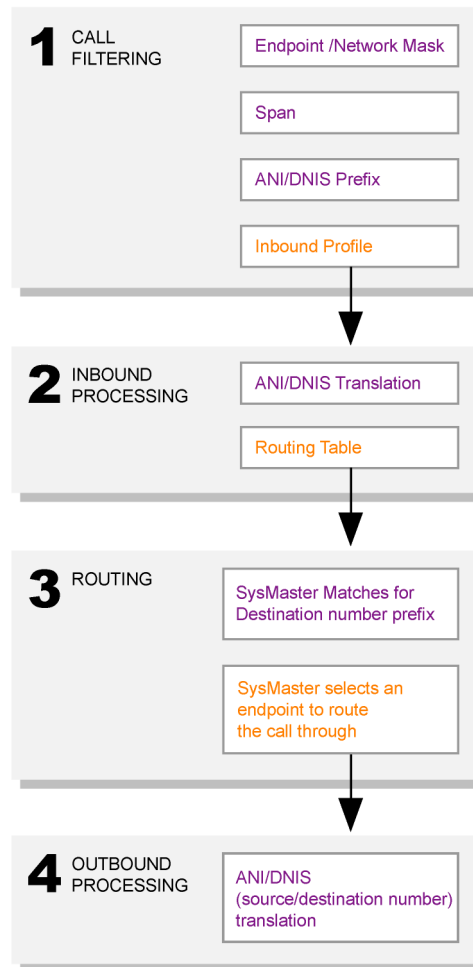 1 CALL
FILTERING
Endpoint /Network Mask
Span
ANI/DNIS Prefix
Inbound Profile
2 INBOUND
PROCESSING
ANI/DNIS Translation
Routing Table
3 ROUTING
SysMaster Matches for
Destination number prefix
SysMaster selects an
endpoint to route
the call through
4 OUTBOUND
PROCESSING
ANI/DNIS
(source/destination number)
translation